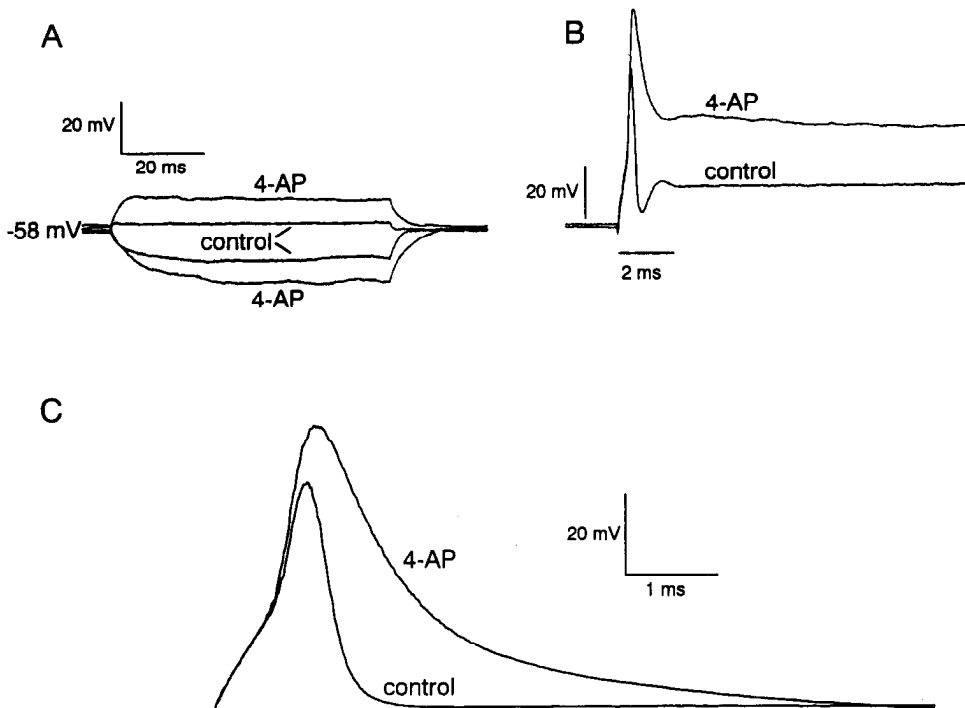 A
20 mV
20 ms
4-AP
-58 mV
control
4-AP
B
4-AP
control
20 mV
2 ms
C
4-AP
control
20 mV
1 ms